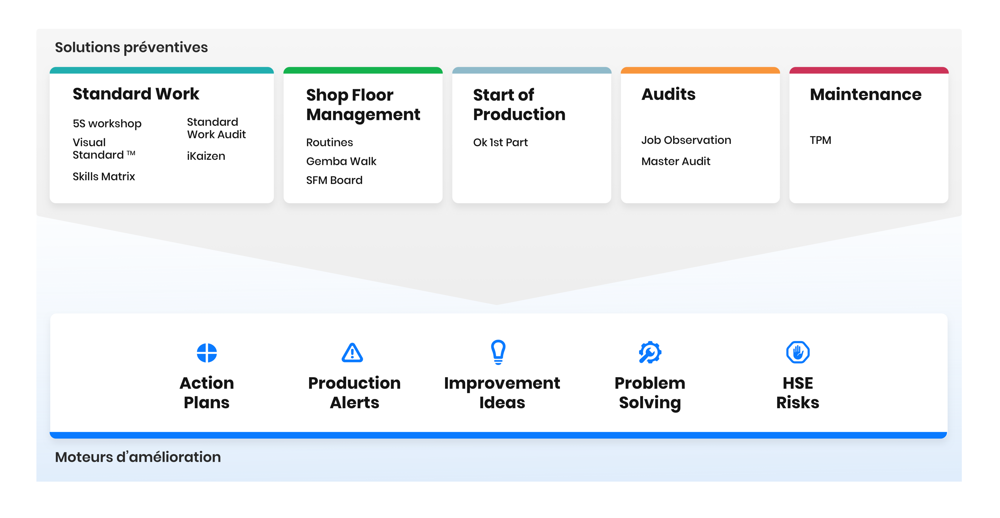 Solutions préventives
Standard Work
5S workshop
Visual
Standard ™
Skills Matrix
Standard
Work Audit
iKaizen
Shop Floor
Management
Routines
Gemba Walk
SFM Board
Start of
Production
Ok 1st Part
Audits
Job Observation
Master Audit
Maintenance
TPM
Action
Plans
Production
Alerts
Improvement
Ideas
Problem
Solving
HSE
Risks
Moteurs d’amélioration